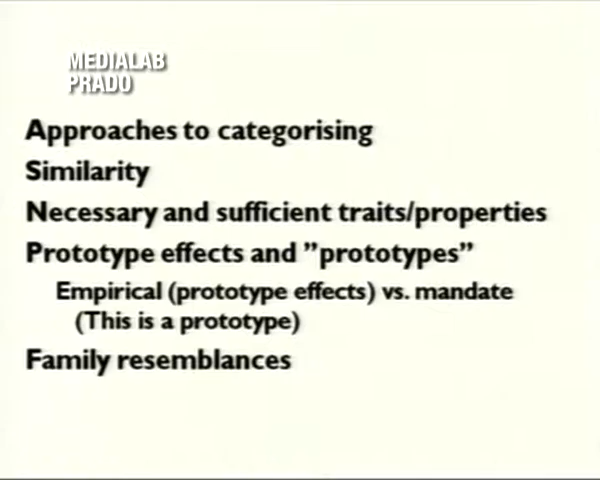 MEDIALAB
PRADO
Approaches to categorising
Similarity
Necessary and sufficient traits/properties
Prototype effects and ”prototypes”
Empirical (prototype effects) vs. mandate
(This is a prototype)
Family resemblances